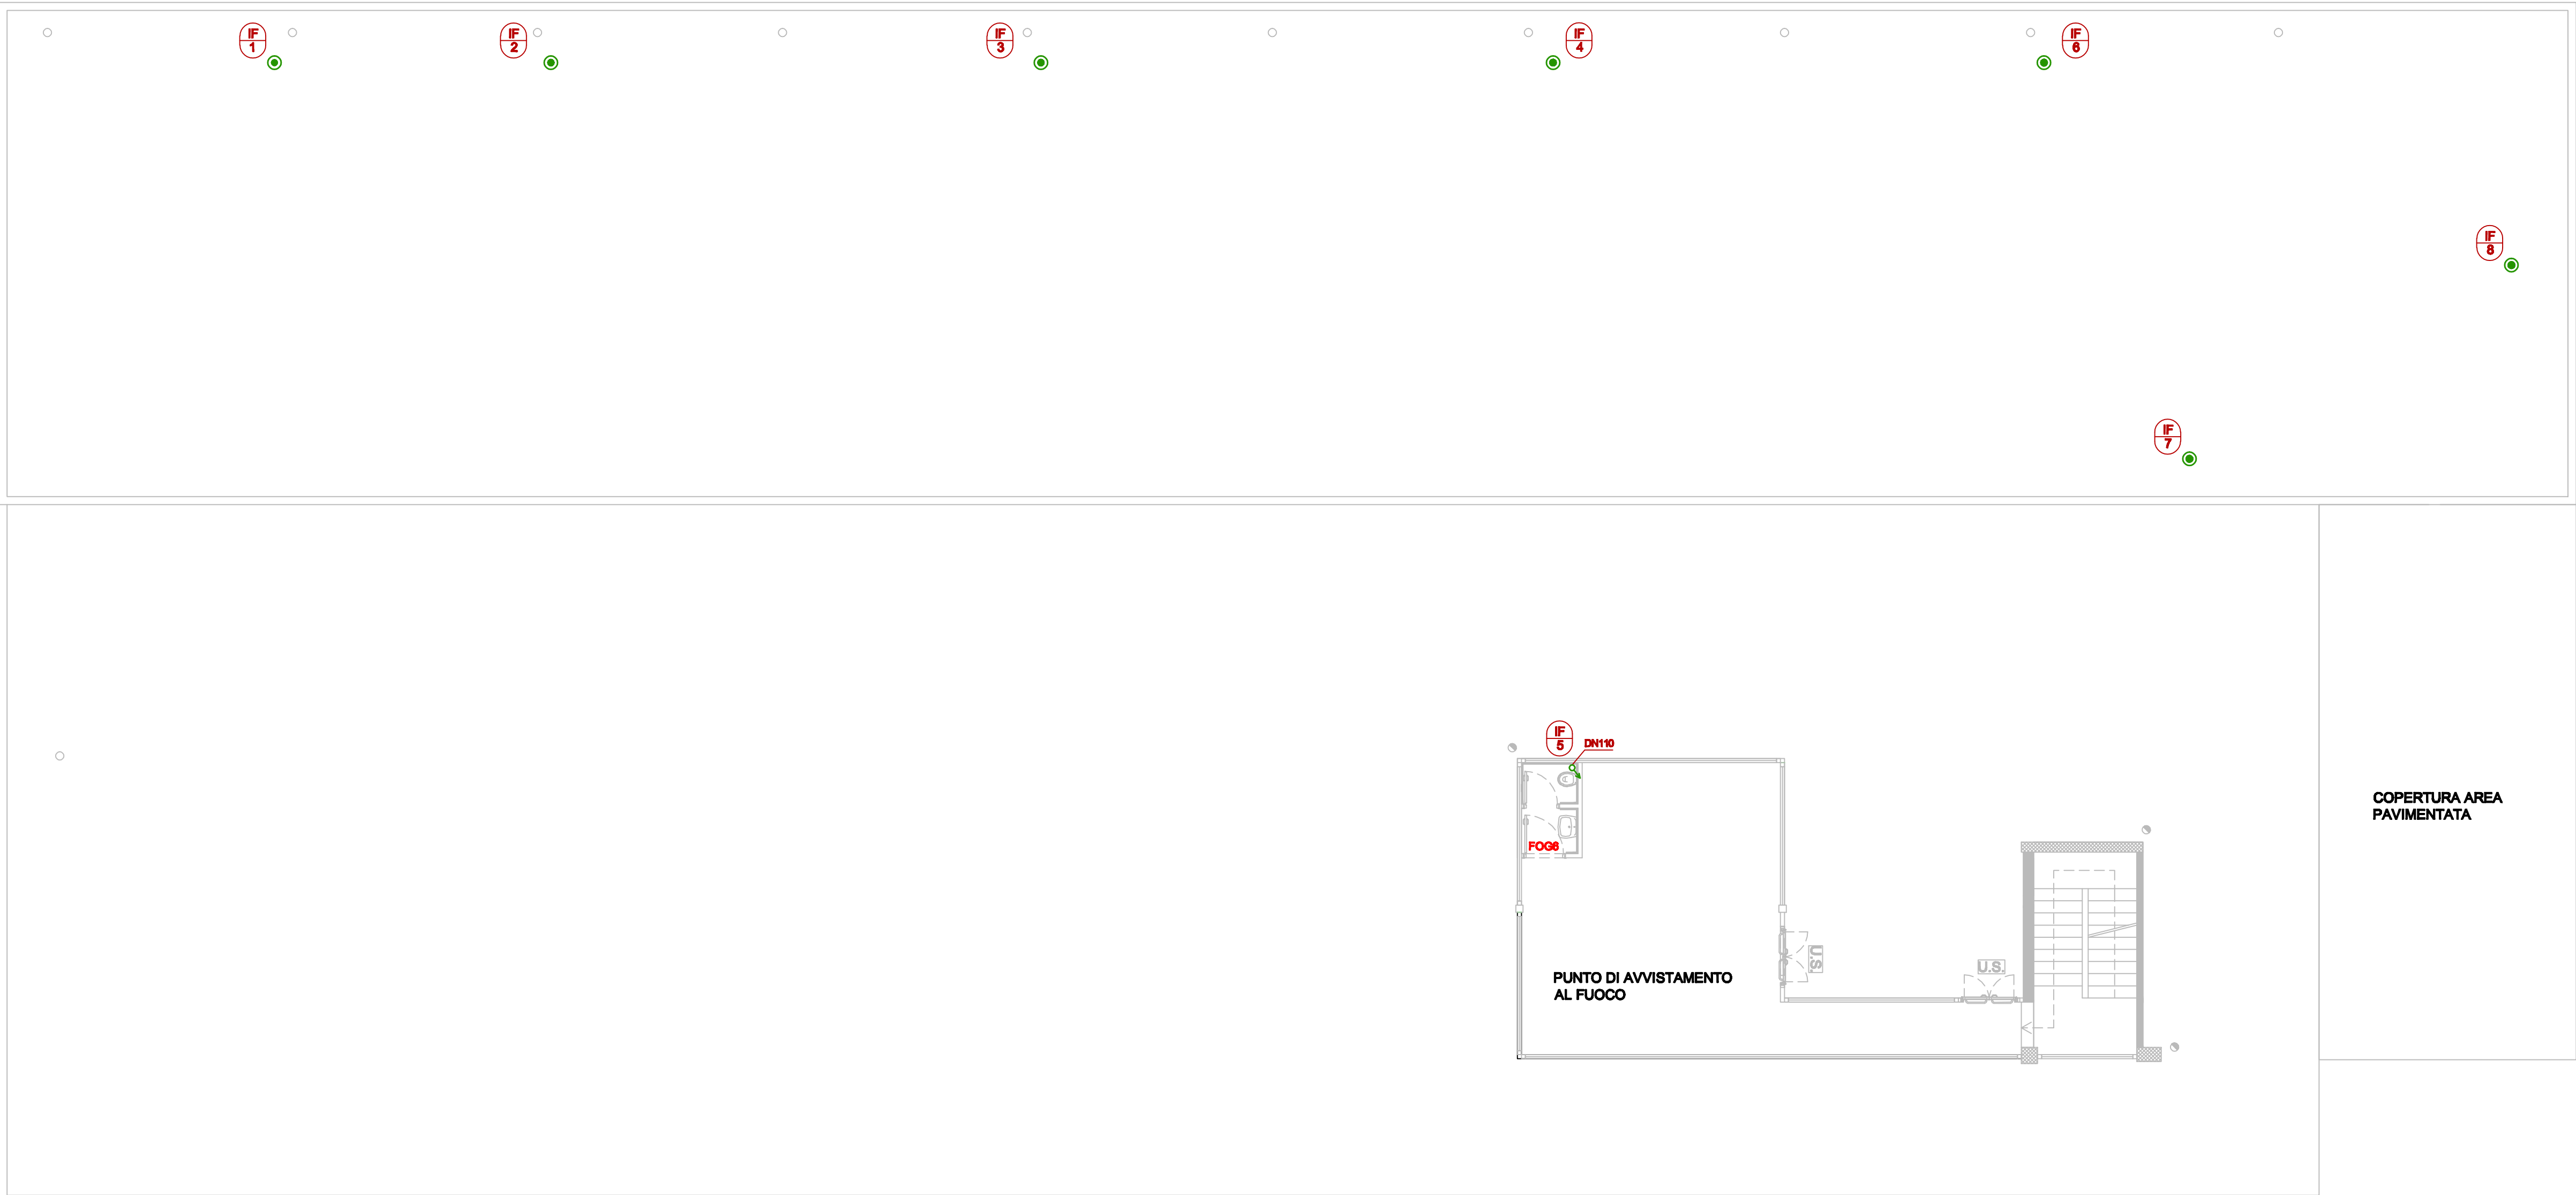 IF
1
IF
2
IF
3
IF
4
IF
6
IF
8
IF
7
IF
5
DN110
FOG6
COPERTURA AREA
PAVIMENTATA
U.S.
U.S.
PUNTO DI AVVISTAMENTO
AL FUOCO